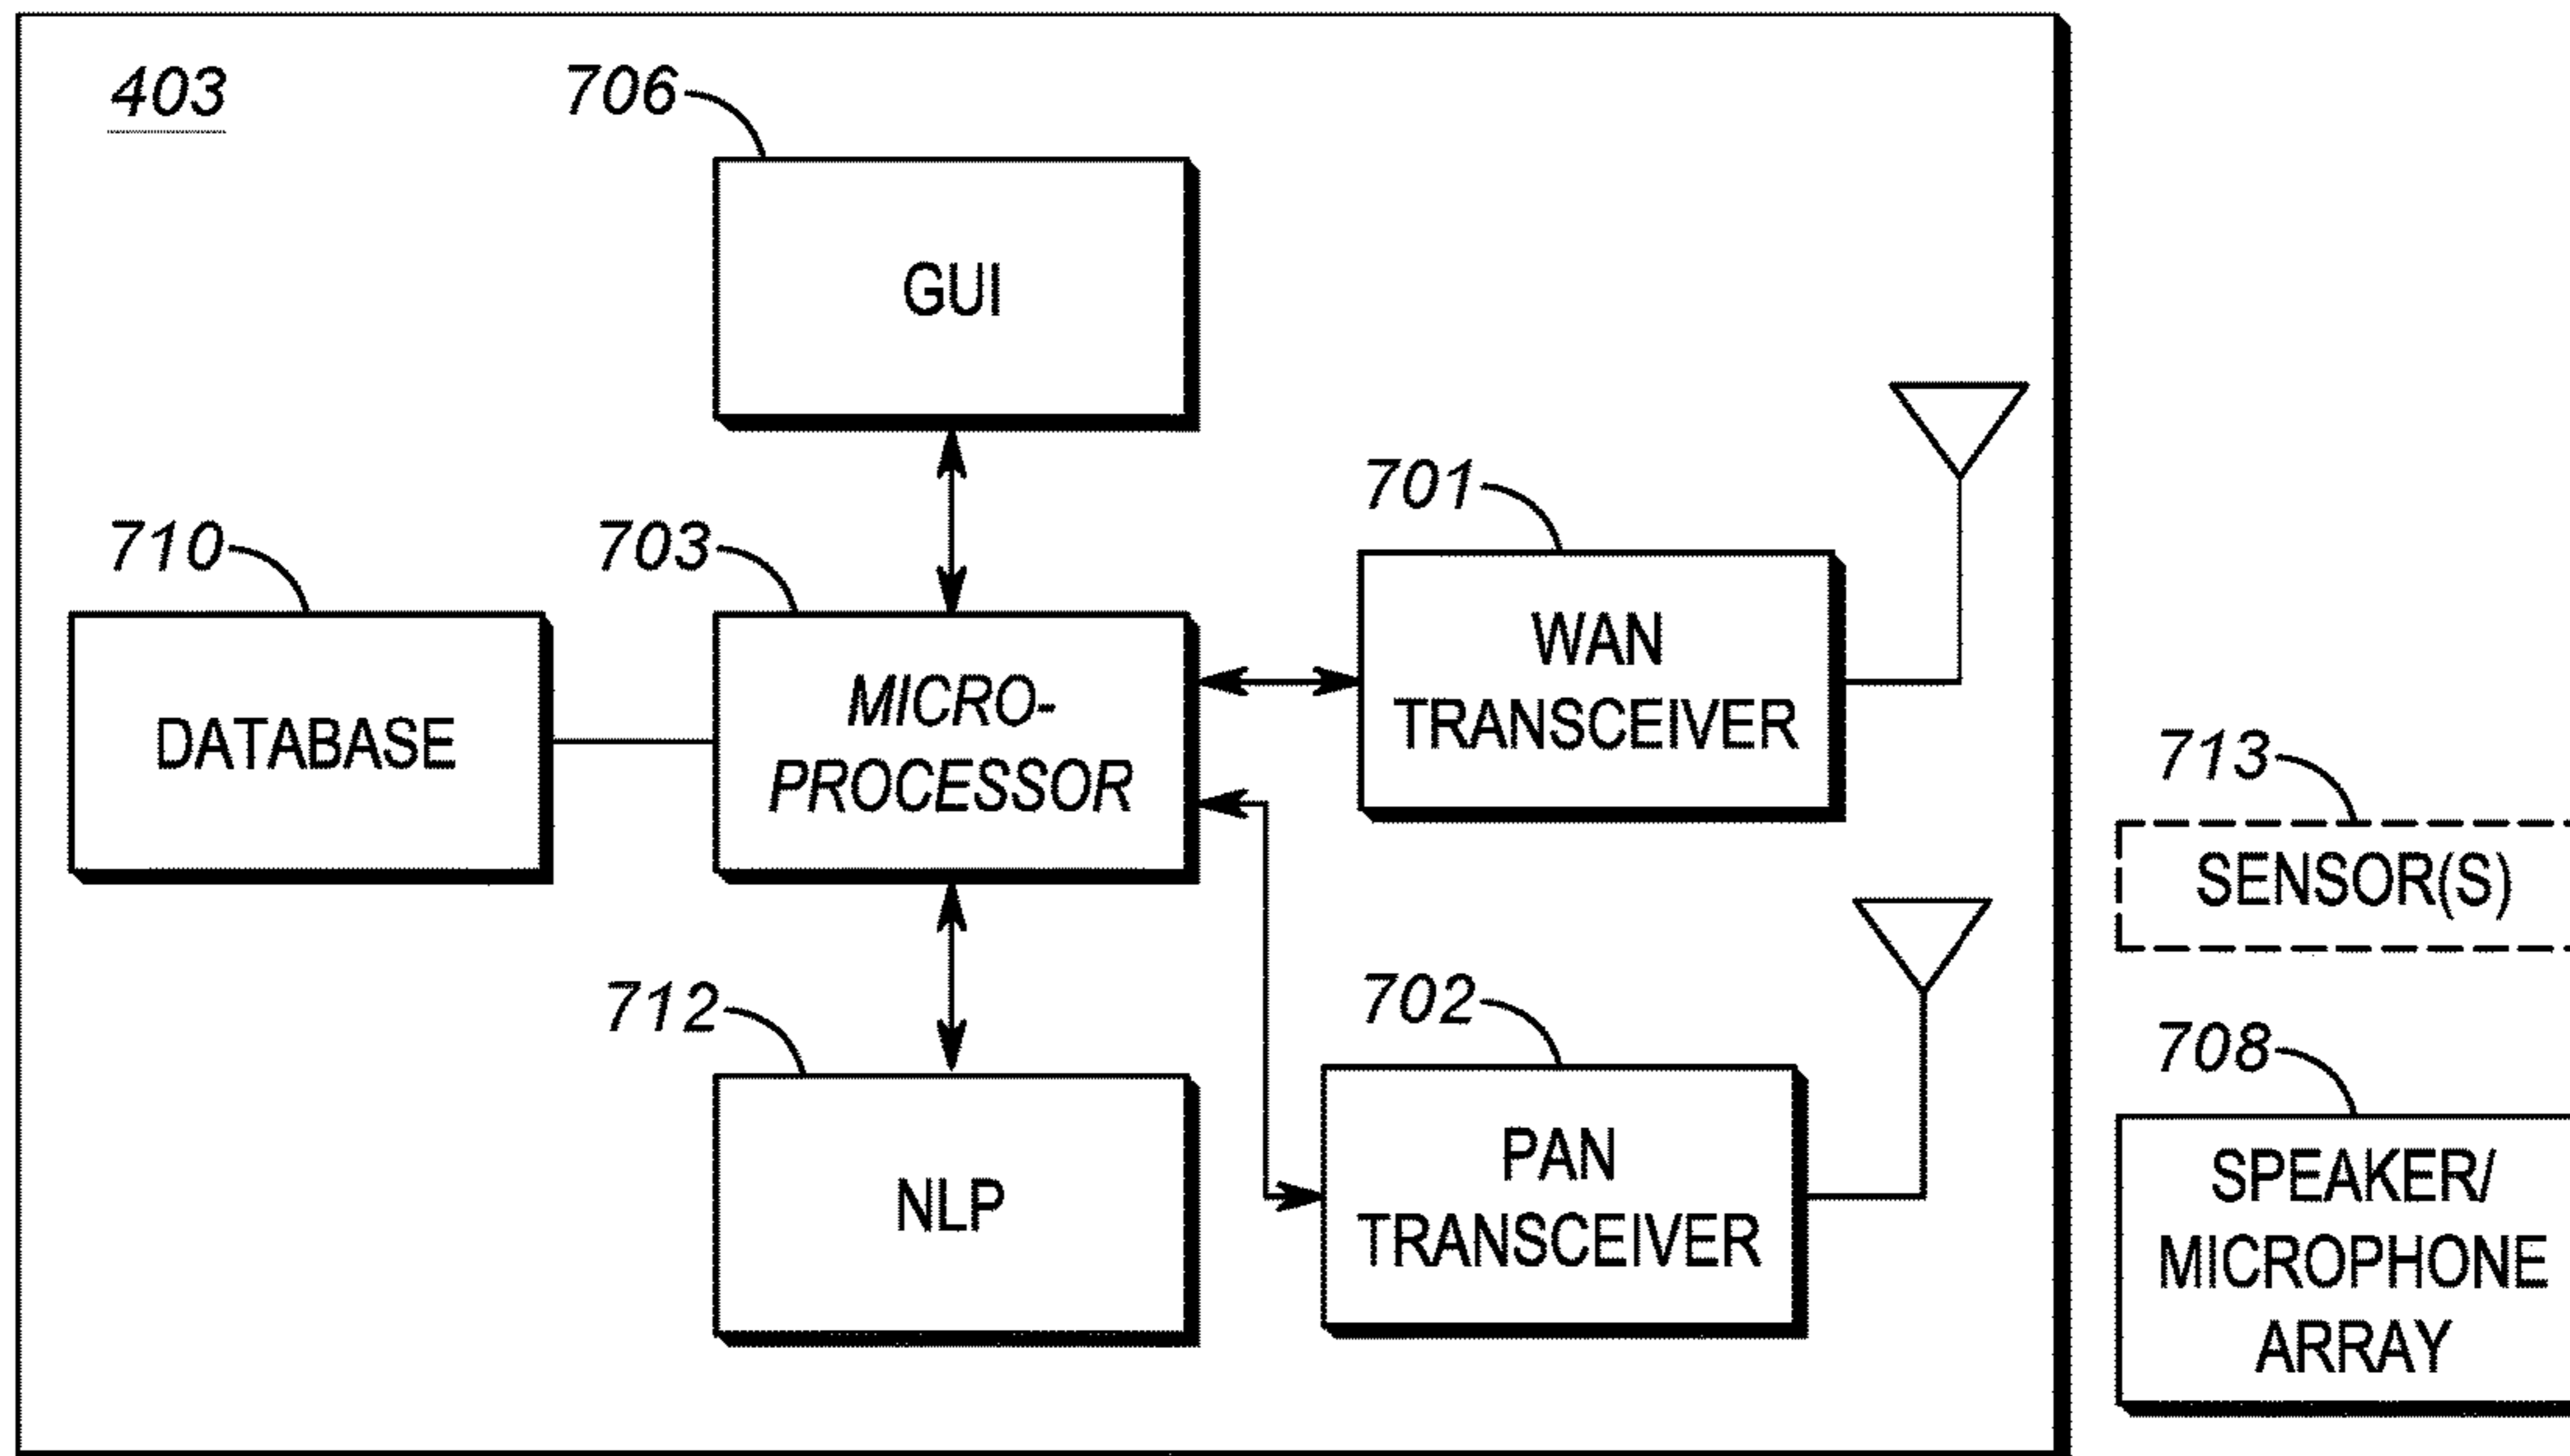 403
706
GUI
701
710
703
WAN
TRANSCEIVER
MICRO-
PROCESSOR
DATABASE
713
SENSOR(S)
712
702
708
NLP
PAN
TRANSCEIVER
SPEAKER/
MICROPHONE
ARRAY